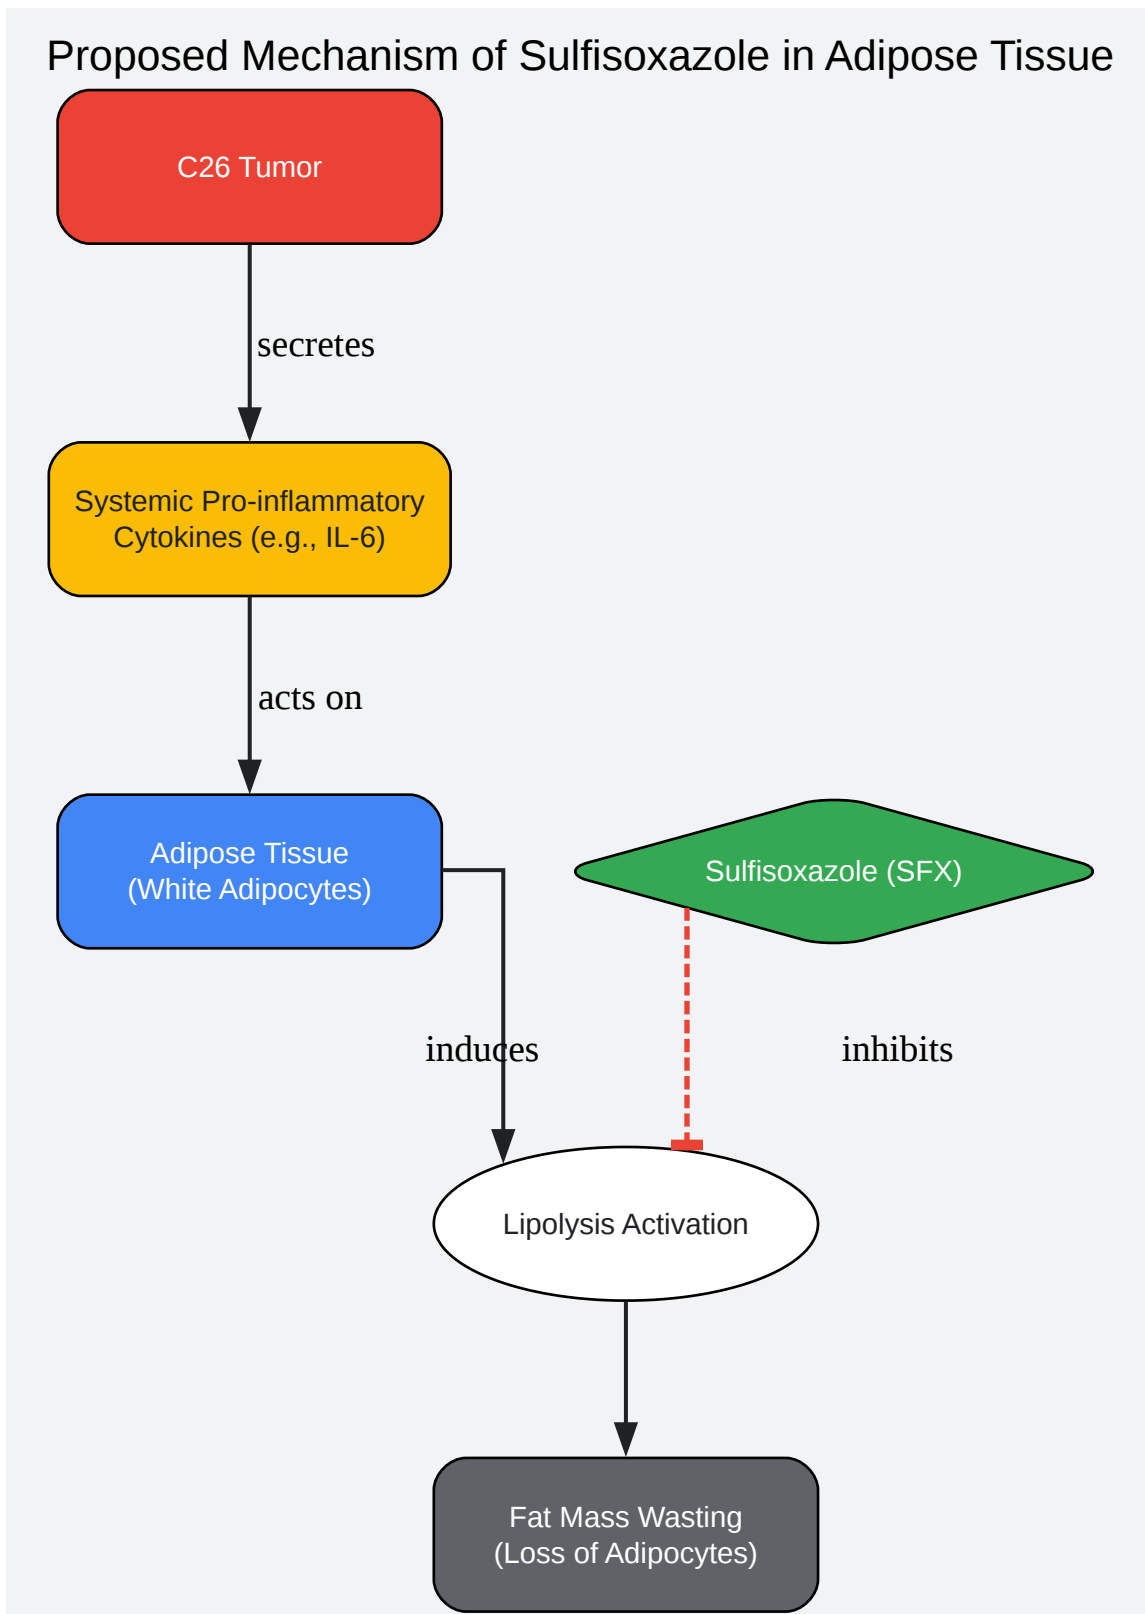 Proposed Mechanism of Sulfisoxazole in Adipose Tissue
C26 Tumor
secretes
Systemic Pro-inflammatory
Cytokines (e.g., IL-6)
acts on
Adipose Tissue
(White Adipocytes)
Sulfisoxazole (SFX)
induces
inhibits
Lipolysis Activation
Fat Mass Wasting
(Loss of Adipocytes)